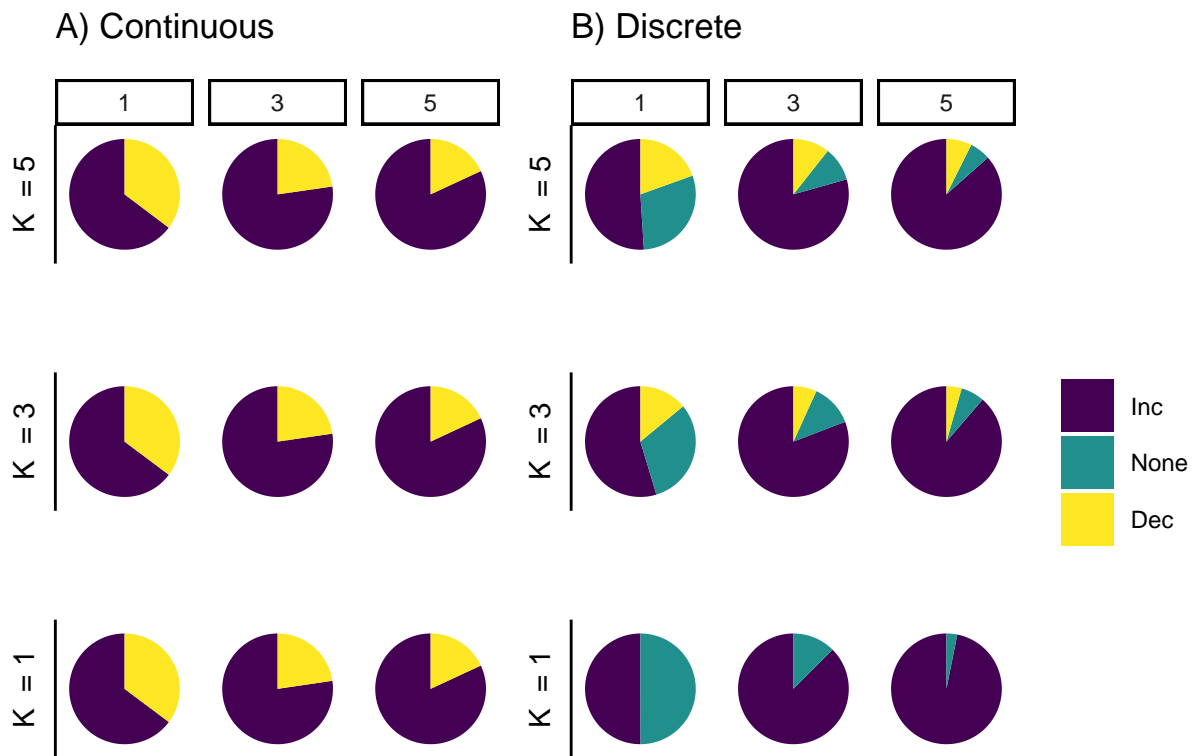 A) Continuous
B) Discrete
1
3
5
1
3
5
K = 5
K = 5
K = 3
K = 3
Inc
None
Dec
K = 1
K = 1